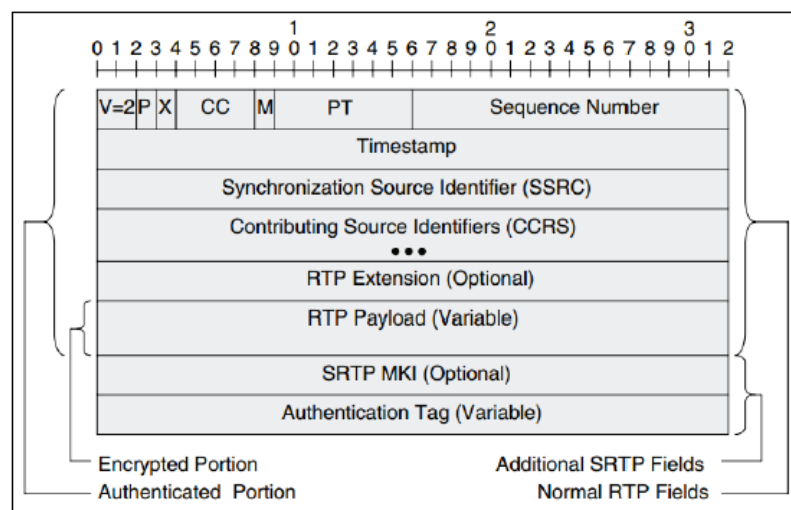 1 2 3
0 1 2 3 4 5 6 7 8 9 0 1 2 3 4 5 6 7 8 9 0 1 2 3 4 5 6 7 8 9 0 1 2
V=2 P X CC M PT Sequence Number
Timestamp
Synchronization Source Identifier (SSRC)
Contributing Source Identifiers (CCRS)
•••
RTP Extension (Optional)
RTP Payload (Variable)
SRTP MKI (Optional)
Authentication Tag (Variable)
Encrypted Portion Additional SRTP Fields
Authenticated Portion Normal RTP Fields